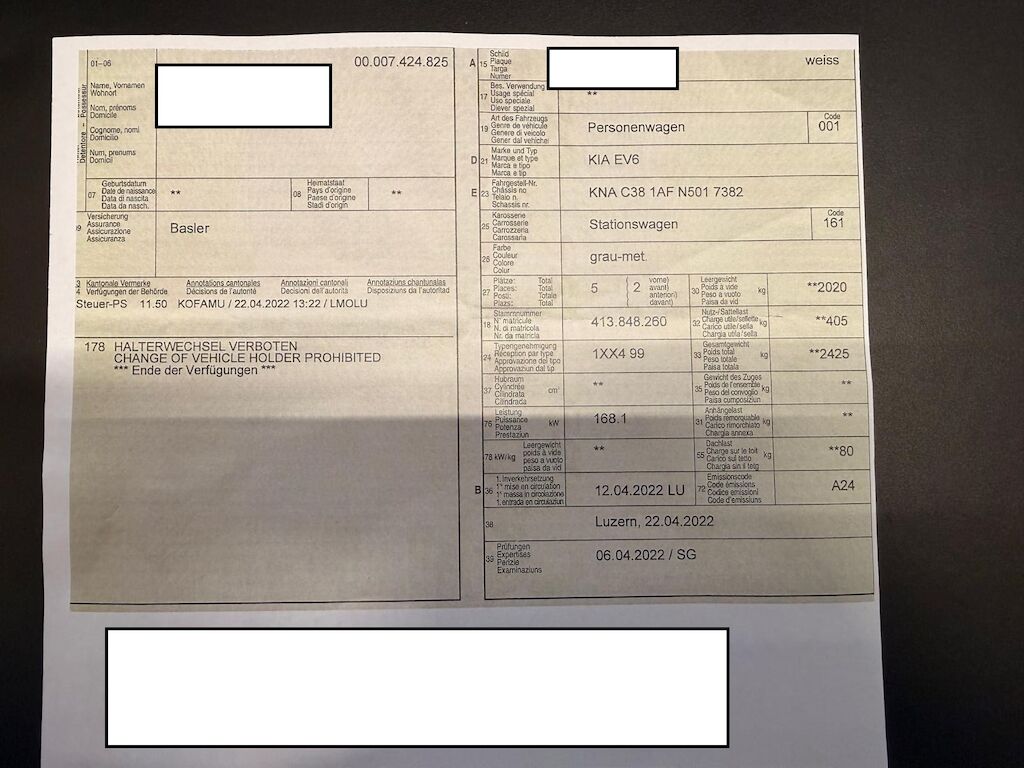 01–06
00.007.424.825
Detentore - Possessur
Name, Vornamen
Wohnort
Nom, prénoms
Domicile
Cognome, nomi
Domicilio
Num, prenums
Domicil
07
Geburtsdatum
Date de naissance
Data di nascita
Data da nasch.
**
08
Heimatstaat
Pays d'origine
Paese d'origine
Stadi d'origin
**
09
Versicherung
Assurance
Assicurazione
Assicuranza
Basler
Kantonale Vermerke
Verfügungen der Behörde
Annotations cantonales
Décisions de l'autorité
Annotazioni cantonali
Decisioni dell'autorità
Annotaziuns chantunalas
Disposiziuns da l'autoritad
Steuer-PS 11.50 KOFAMU / 22.04.2022 13:22 / LMOLU
178 HALTERWECHSEL VERBOTEN
CHANGE OF VEHICLE HOLDER PROHIBITED
*** Ende der Verfügungen ***
A 15
Schild
Plaque
Targa
Numer
weiss
17
Bes. Verwendung
Usage spécial
Uso speciale
Diever spezial
**
19
Art des Fahrzeugs
Genre de véhicule
Genere di veicolo
Gener dal vehichel
Personenwagen
Code
001
D 21
Marke und Typ
Marque et type
Marca e tipo
Marca e tip
KIA EV6
E 23
Fahrgestell-Nr.
Châssis no
Telaio n.
Schassis nr.
KNA C38 1AF N501 7382
25
Karosserie
Carrosserie
Carrozzeria
Carossaria
Stationswagen
Code
161
26
Farbe
Couleur
Colore
Colur
grau-met.
27
Plätze: Total
Places: Total
Posti: Totale
Plazs: Total
5
( 2 vorne)
( avant)
( anteriori)
( davant)
30
Leergewicht
Poids à vide
Peso a vuoto
Paisa da vid
kg
**2020
18
Stammnummer
N° matricule
N. di matricola
Nr. da matricla
413.848.260
32
Nutz-/Sattellast
Charge utile/sellette
Carico utile/sella
Chargia utila/sella
kg
**405
24
Typengenehmigung
Réception par type
Approvazione del tipo
Approvaziun dal tip
1XX4 99
33
Gesamtgewicht
Poids total
Peso totale
Paisa totala
kg
**2425
37
Hubraum
Cylindrée
Cilindrata
Cilindrada
cm³
**
35
Gewicht des Zuges
Poids de l'ensemble
Peso del convoglio
Paisa cumposiziun
kg
**
76
Leistung
Puissance
Potenza
Prestaziun
kW
168.1
31
Anhängelast
Poids remorquable
Carico rimorchiato
Chargia annexa
kg
**
78 kW/kg
Leergewicht
poids à vide
peso a vuoto
paisa da vid
**
55
Dachlast
Charge sur le toit
Carico sul tetto
Chargia sin il tetg
kg
**80
B 36
1. Inverkehrsetzung
1re mise en circulation
1a messa in circolazione
1. entrada en circulaziun
12.04.2022 LU
72
Emissionscode
Code émissions
Codice emissioni
Code d'emissiuns
A24
38
Luzern, 22.04.2022
39
Prüfungen
Expertises
Perizie
Examinaziuns
06.04.2022 / SG